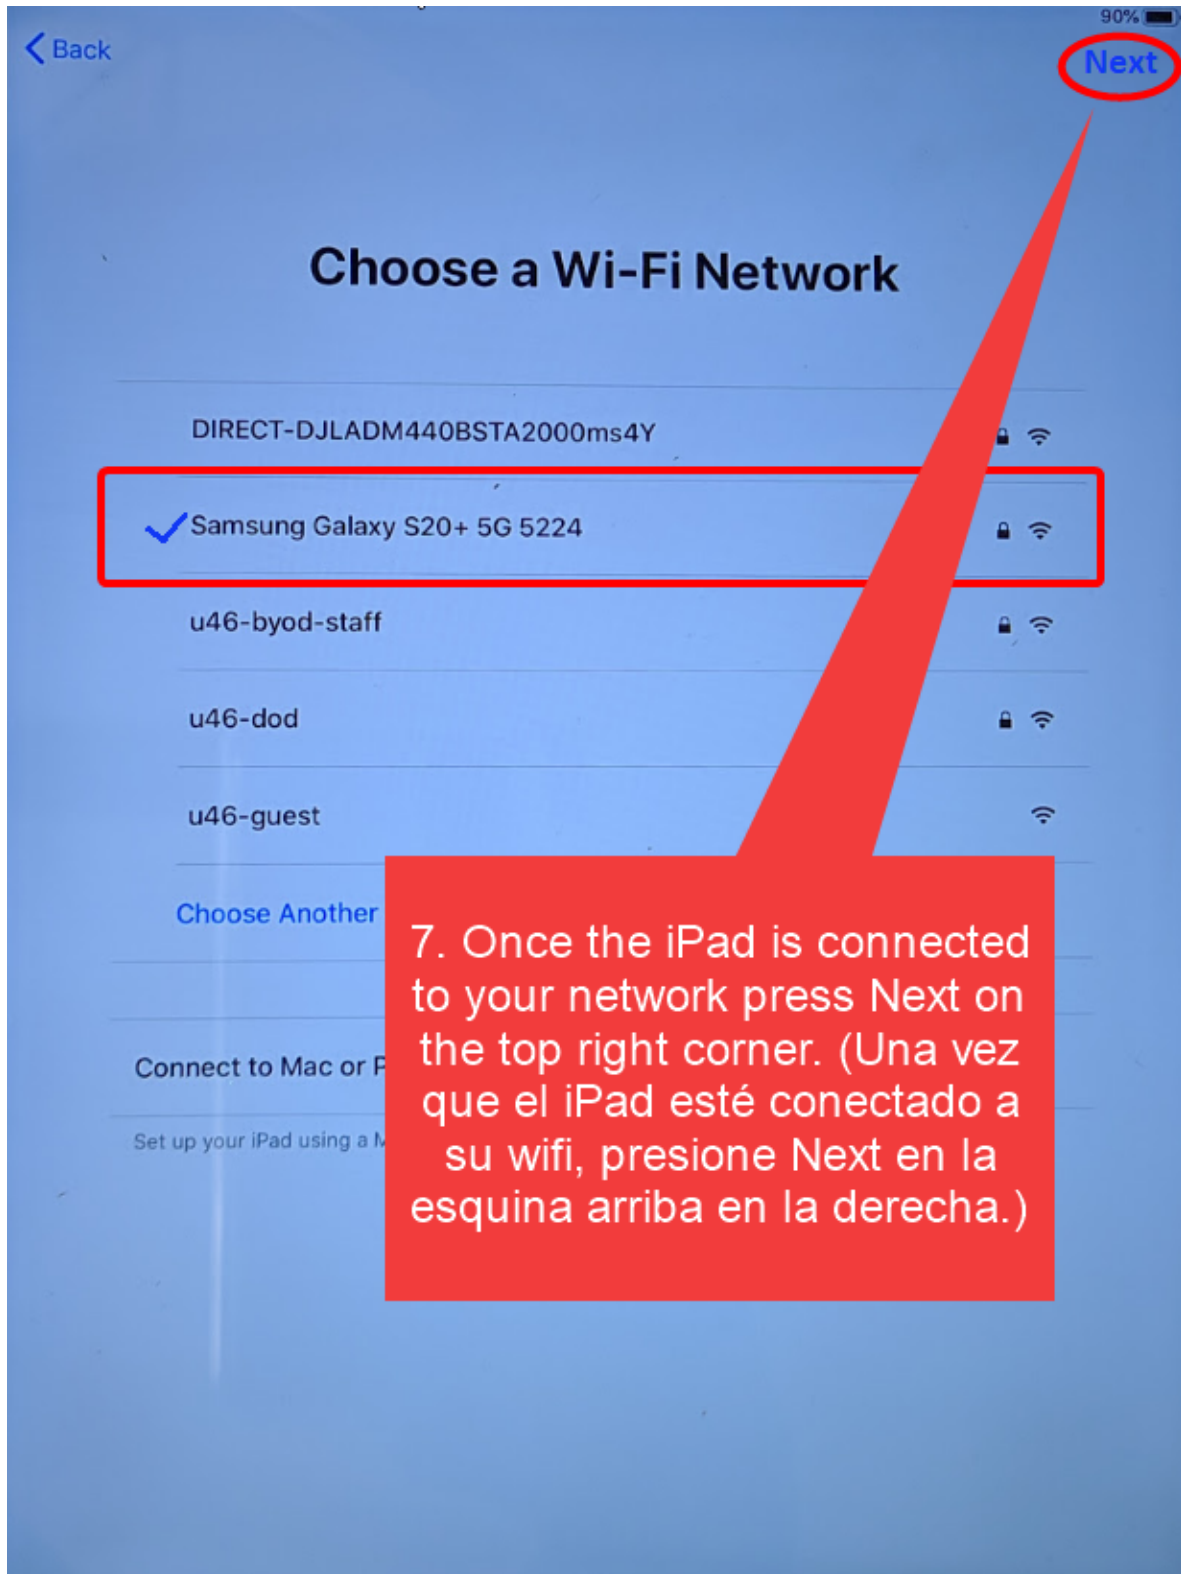 90%
Back
Next
Choose a Wi-Fi Network
DIRECT-DJLADM440BSTA2000ms4Y
Samsung Galaxy S20+ 5G 5224
u46-byod-staff
u46-dod
u46-guest
Choose Another
Connect to Mac or
Set up your iPad using a
7. Once the iPad is connected
to your network press Next on
the top right corner. (Una vez
que el iPad esté conectado a
su wifi, presione Next en la
esquina arriba en la derecha.)